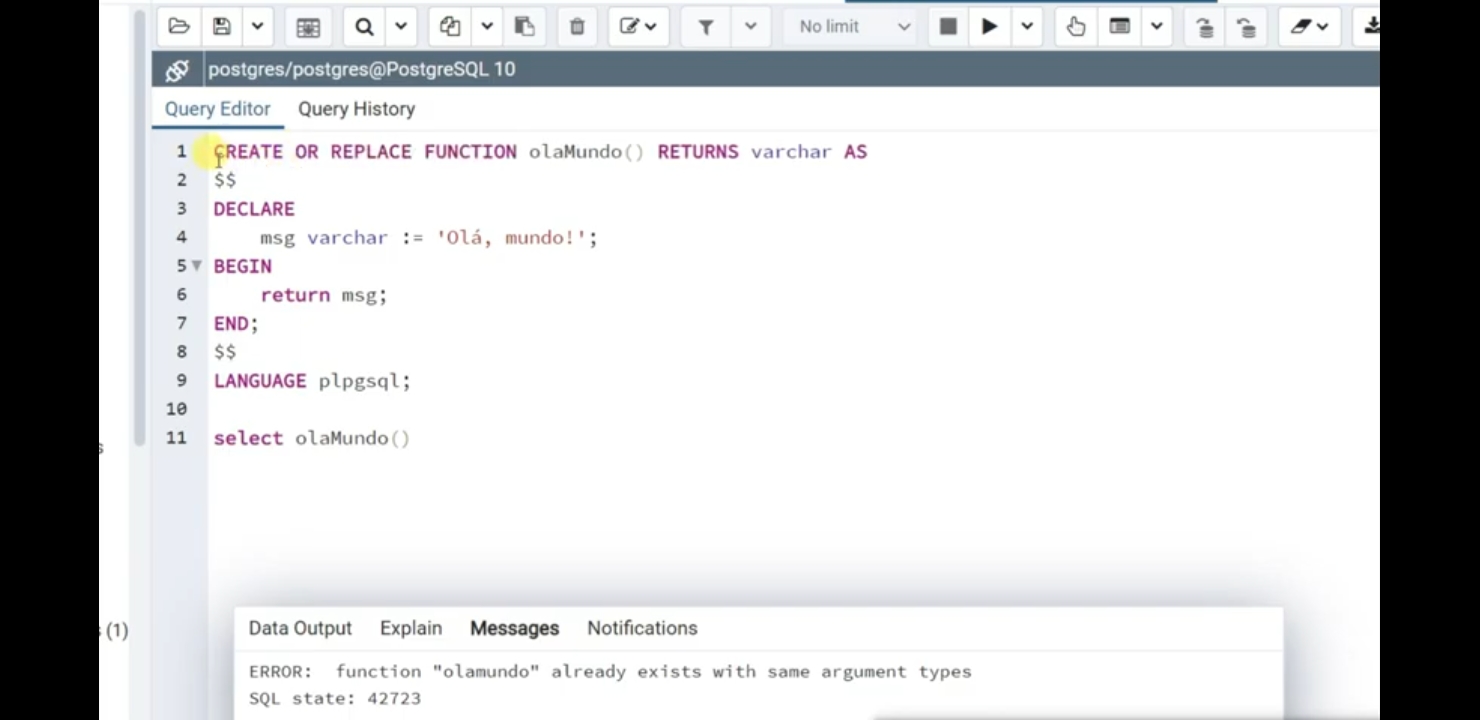 No limit
postgres/postgres@PostgreSQL 10
Query Editor Query History
1 CREATE OR REPLACE FUNCTION olaMundo() RETURNS varchar AS
2 $$
3 DECLARE
4 msg varchar := 'Olá, mundo!';
5 BEGIN
6 return msg;
7 END;
8 $$
9 LANGUAGE plpgsql;
10
11 select olaMundo()
s
s (1)
Data Output Explain Messages Notifications
ERROR: function "olamundo" already exists with same argument types
SQL state: 42723